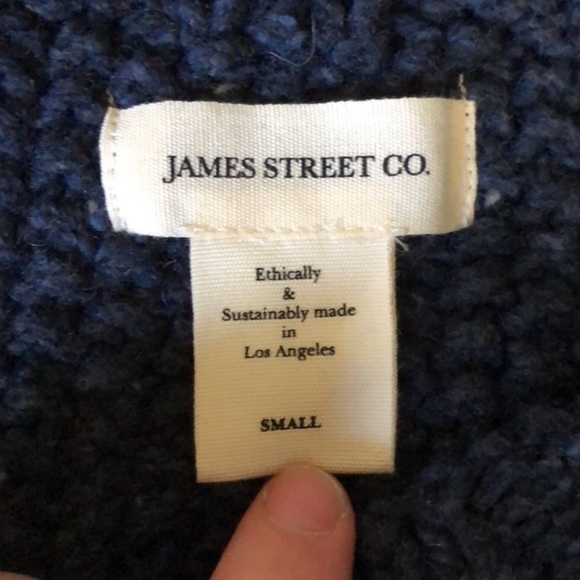 JAMES STREET CO.
Ethically
&
Sustainably made
in
Los Angeles
SMALL